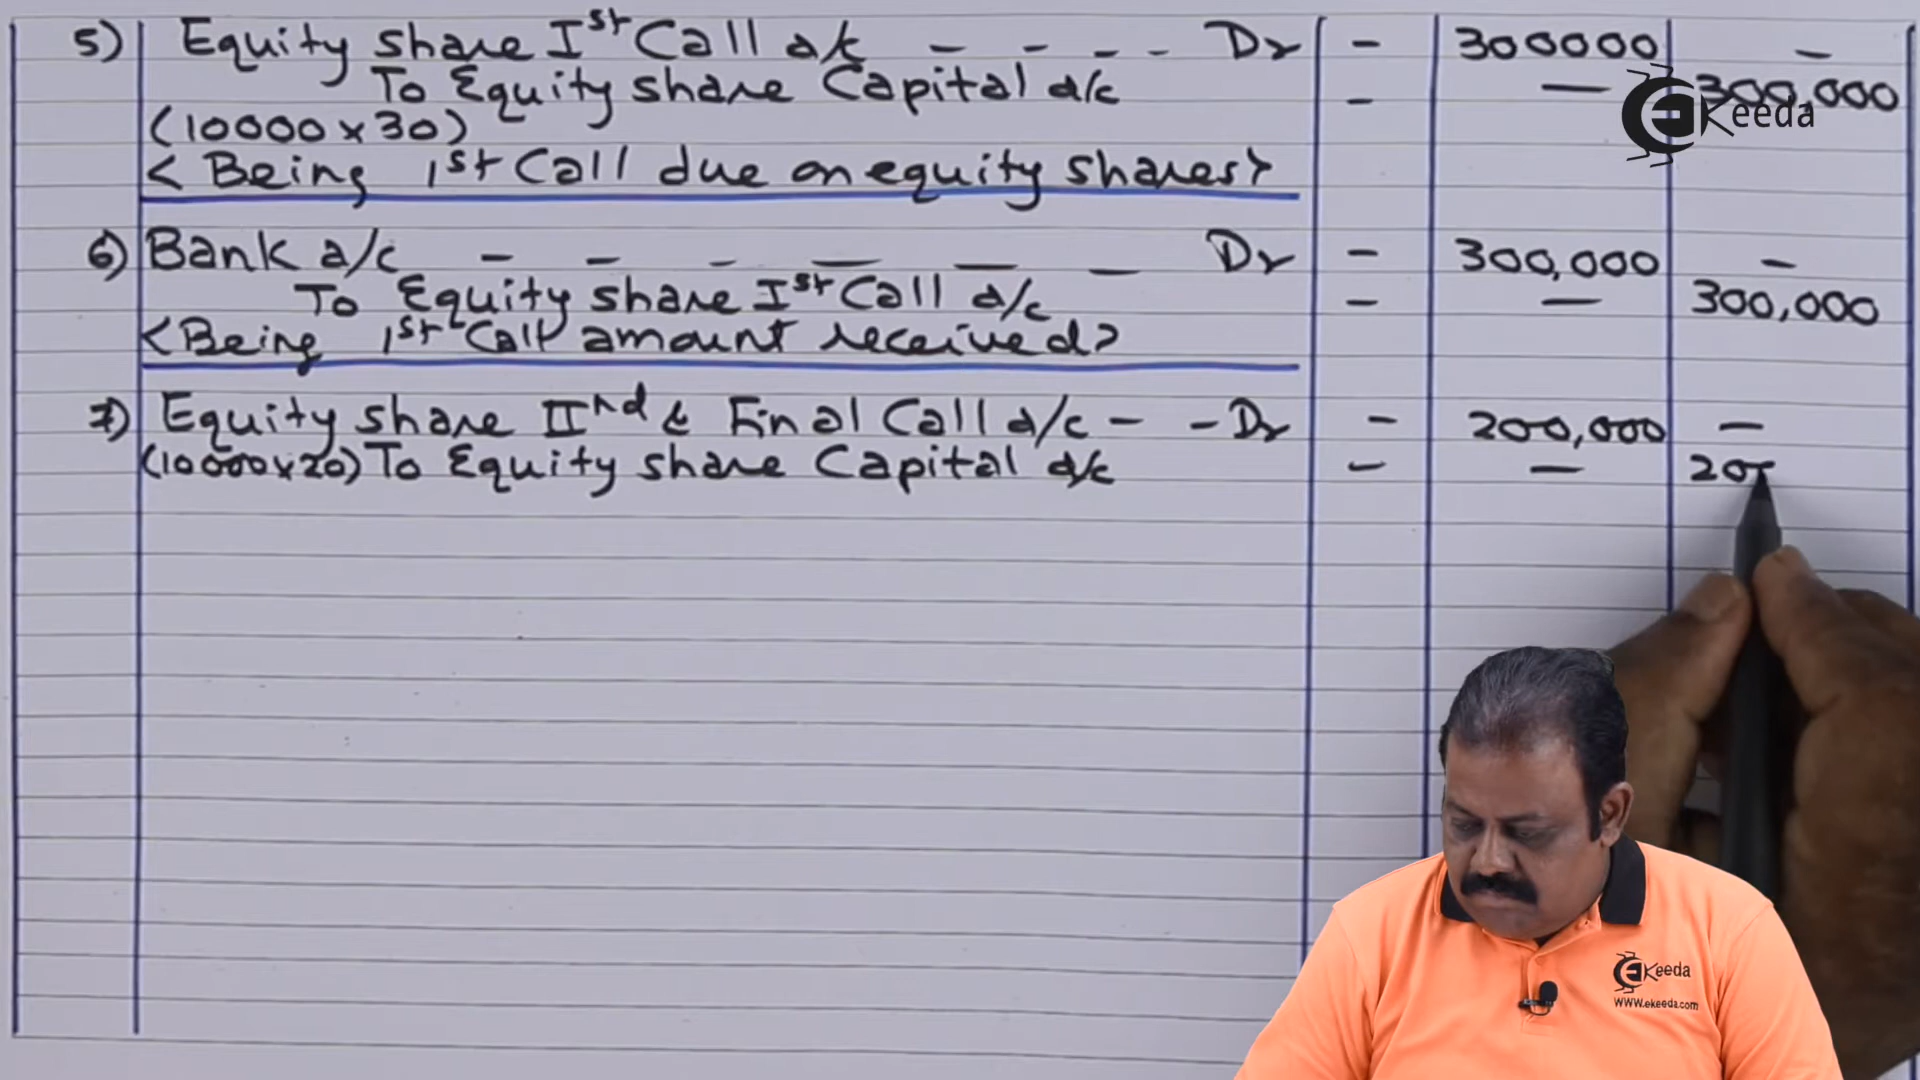 5) Equity share Ist Call a/c - - - - Dr - 300000 -
To Equity share Capital a/c - — 300,000
(10000 x 30)
< Being 1st Call due on equity shares>
6) Bank a/c - - - — — — Dr - 300,000 -
To Equity share Ist Call a/c - — 300,000
<Being 1st Call amount received>
7) Equity share IInd & Final Call a/c - - Dr - 200,000 —
(10000 x 20) To Equity share Capital a/c - — 200
EKeeda
EKeeda
WWW.ekeeda.com